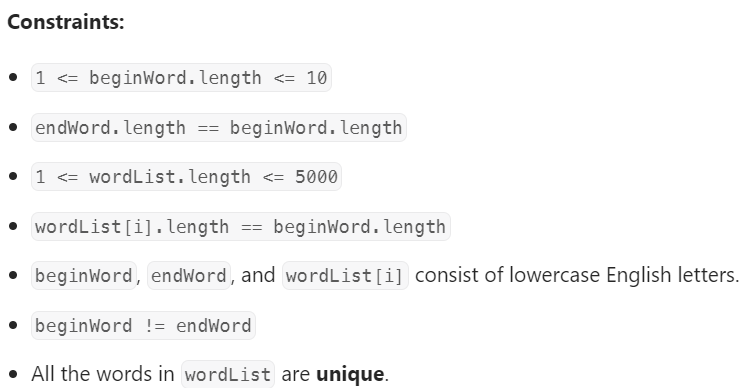 Constraints:
1 <= beginWord.length <= 10
endWord.length == beginWord.length
1 <= wordList.length <= 5000
wordList[i].length == beginWord.length
beginWord, endWord, and wordList[i] consist of lowercase English letters.
beginWord != endWord
All the words in wordList are unique.